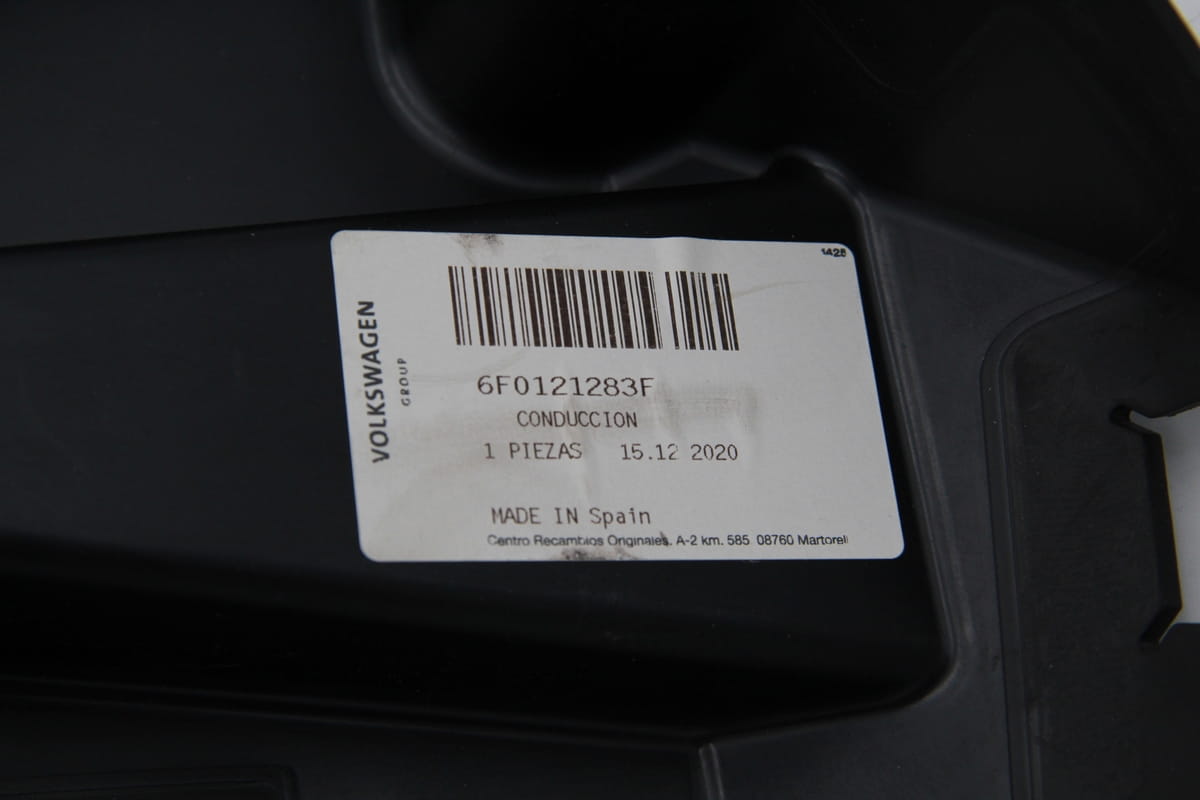 1425
VOLKSWAGEN
GROUP
6F0121283F
CONDUCCION
1 PIEZAS 15.12 2020
MADE IN Spain
Centro Recambios Originales. A-2 km. 585 08760 Martorell